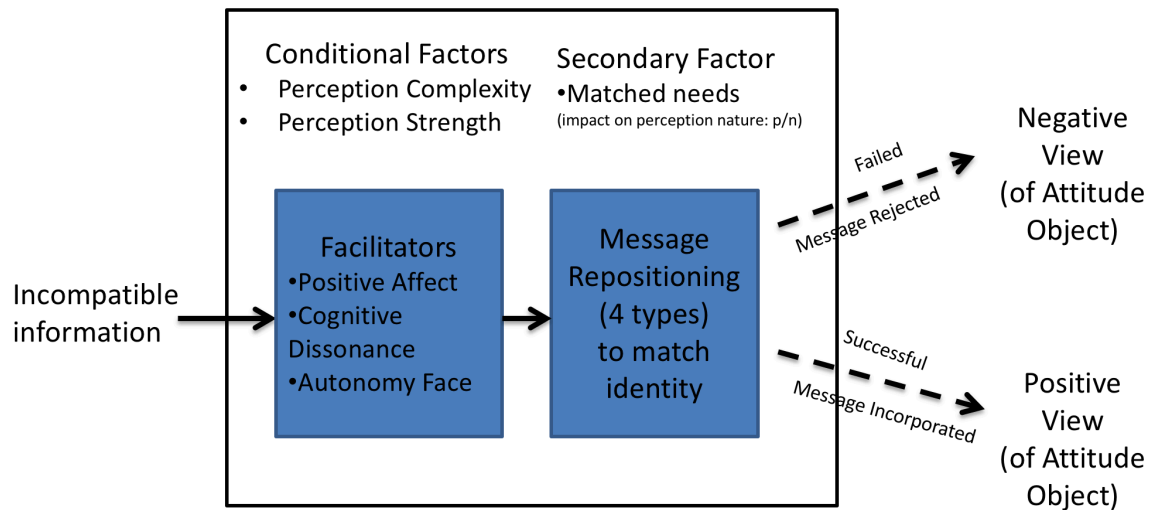 Conditional Factors
• Perception Complexity
• Perception Strength
Secondary Factor
•Matched needs
(impact on perception nature: p/n)
Incompatible
information
Facilitators
•Positive Affect
•Cognitive
Dissonance
•Autonomy Face
Message
Repositioning
(4 types)
to match
identity
Failed
Message Rejected
Negative
View
(of Attitude
Object)
Successful
Message Incorporated
Positive
View
(of Attitude
Object)